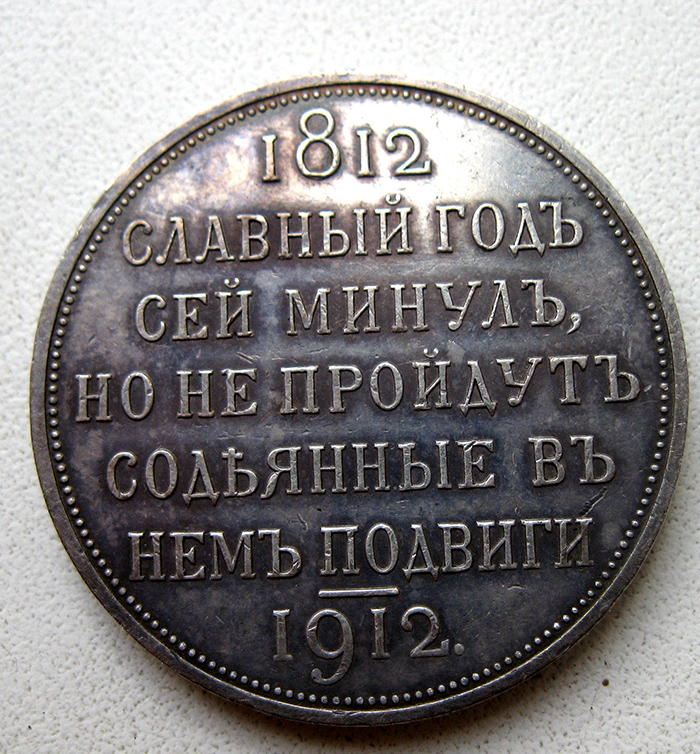 1812
СЛАВНЫЙ ГОДЪ
СЕЙ МИНУЛЪ,
НО НЕ ПРОЙДУТЪ
СОДѢЯННЫЕ ВЪ
НЕМЪ ПОДВИГИ
1912.